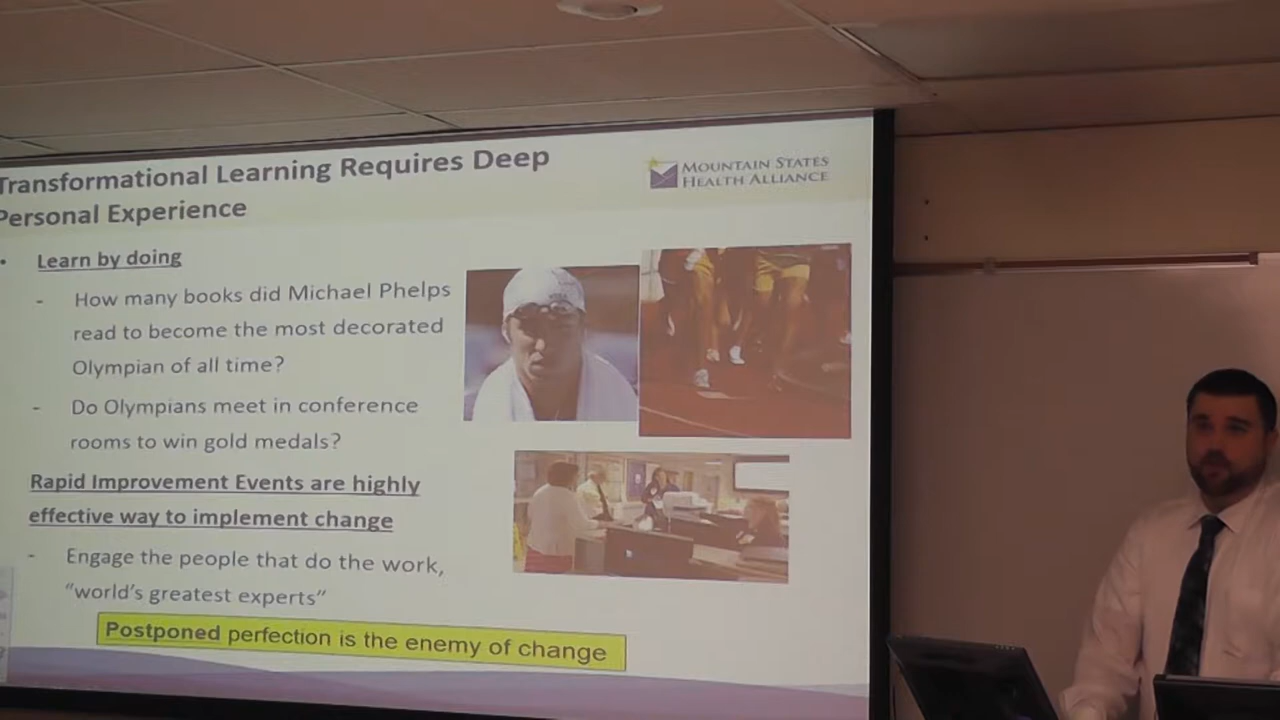 Transformational Learning Requires Deep
Personal Experience
MOUNTAIN STATES
HEALTH ALLIANCE
• Learn by doing
- How many books did Michael Phelps
read to become the most decorated
Olympian of all time?
- Do Olympians meet in conference
rooms to win gold medals?
Rapid Improvement Events are highly
effective way to implement change
- Engage the people that do the work,
“world’s greatest experts”
Postponed perfection is the enemy of change